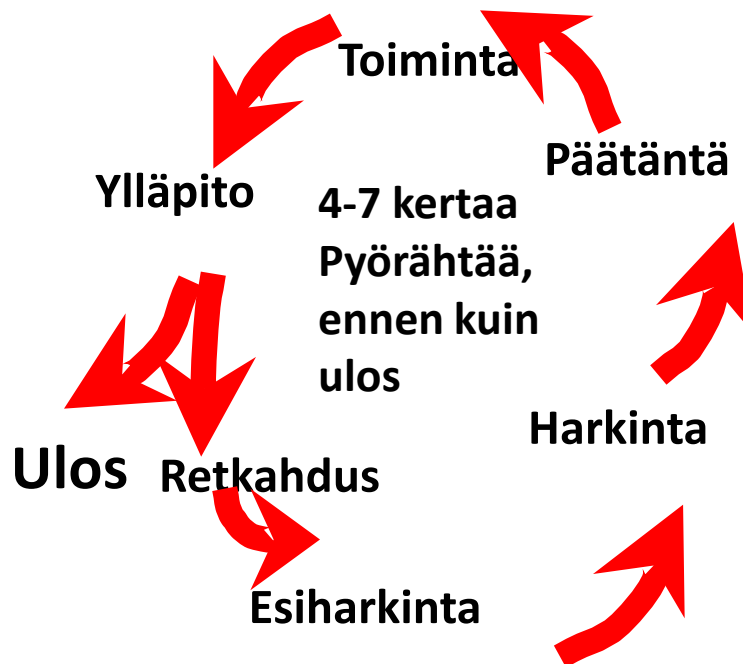 Toiminta
Päätäntä
Ylläpito
4-7 kertaa
Pyörähtää,
ennen kuin
ulos
Harkinta
Ulos
Retkahdus
Esiharkinta